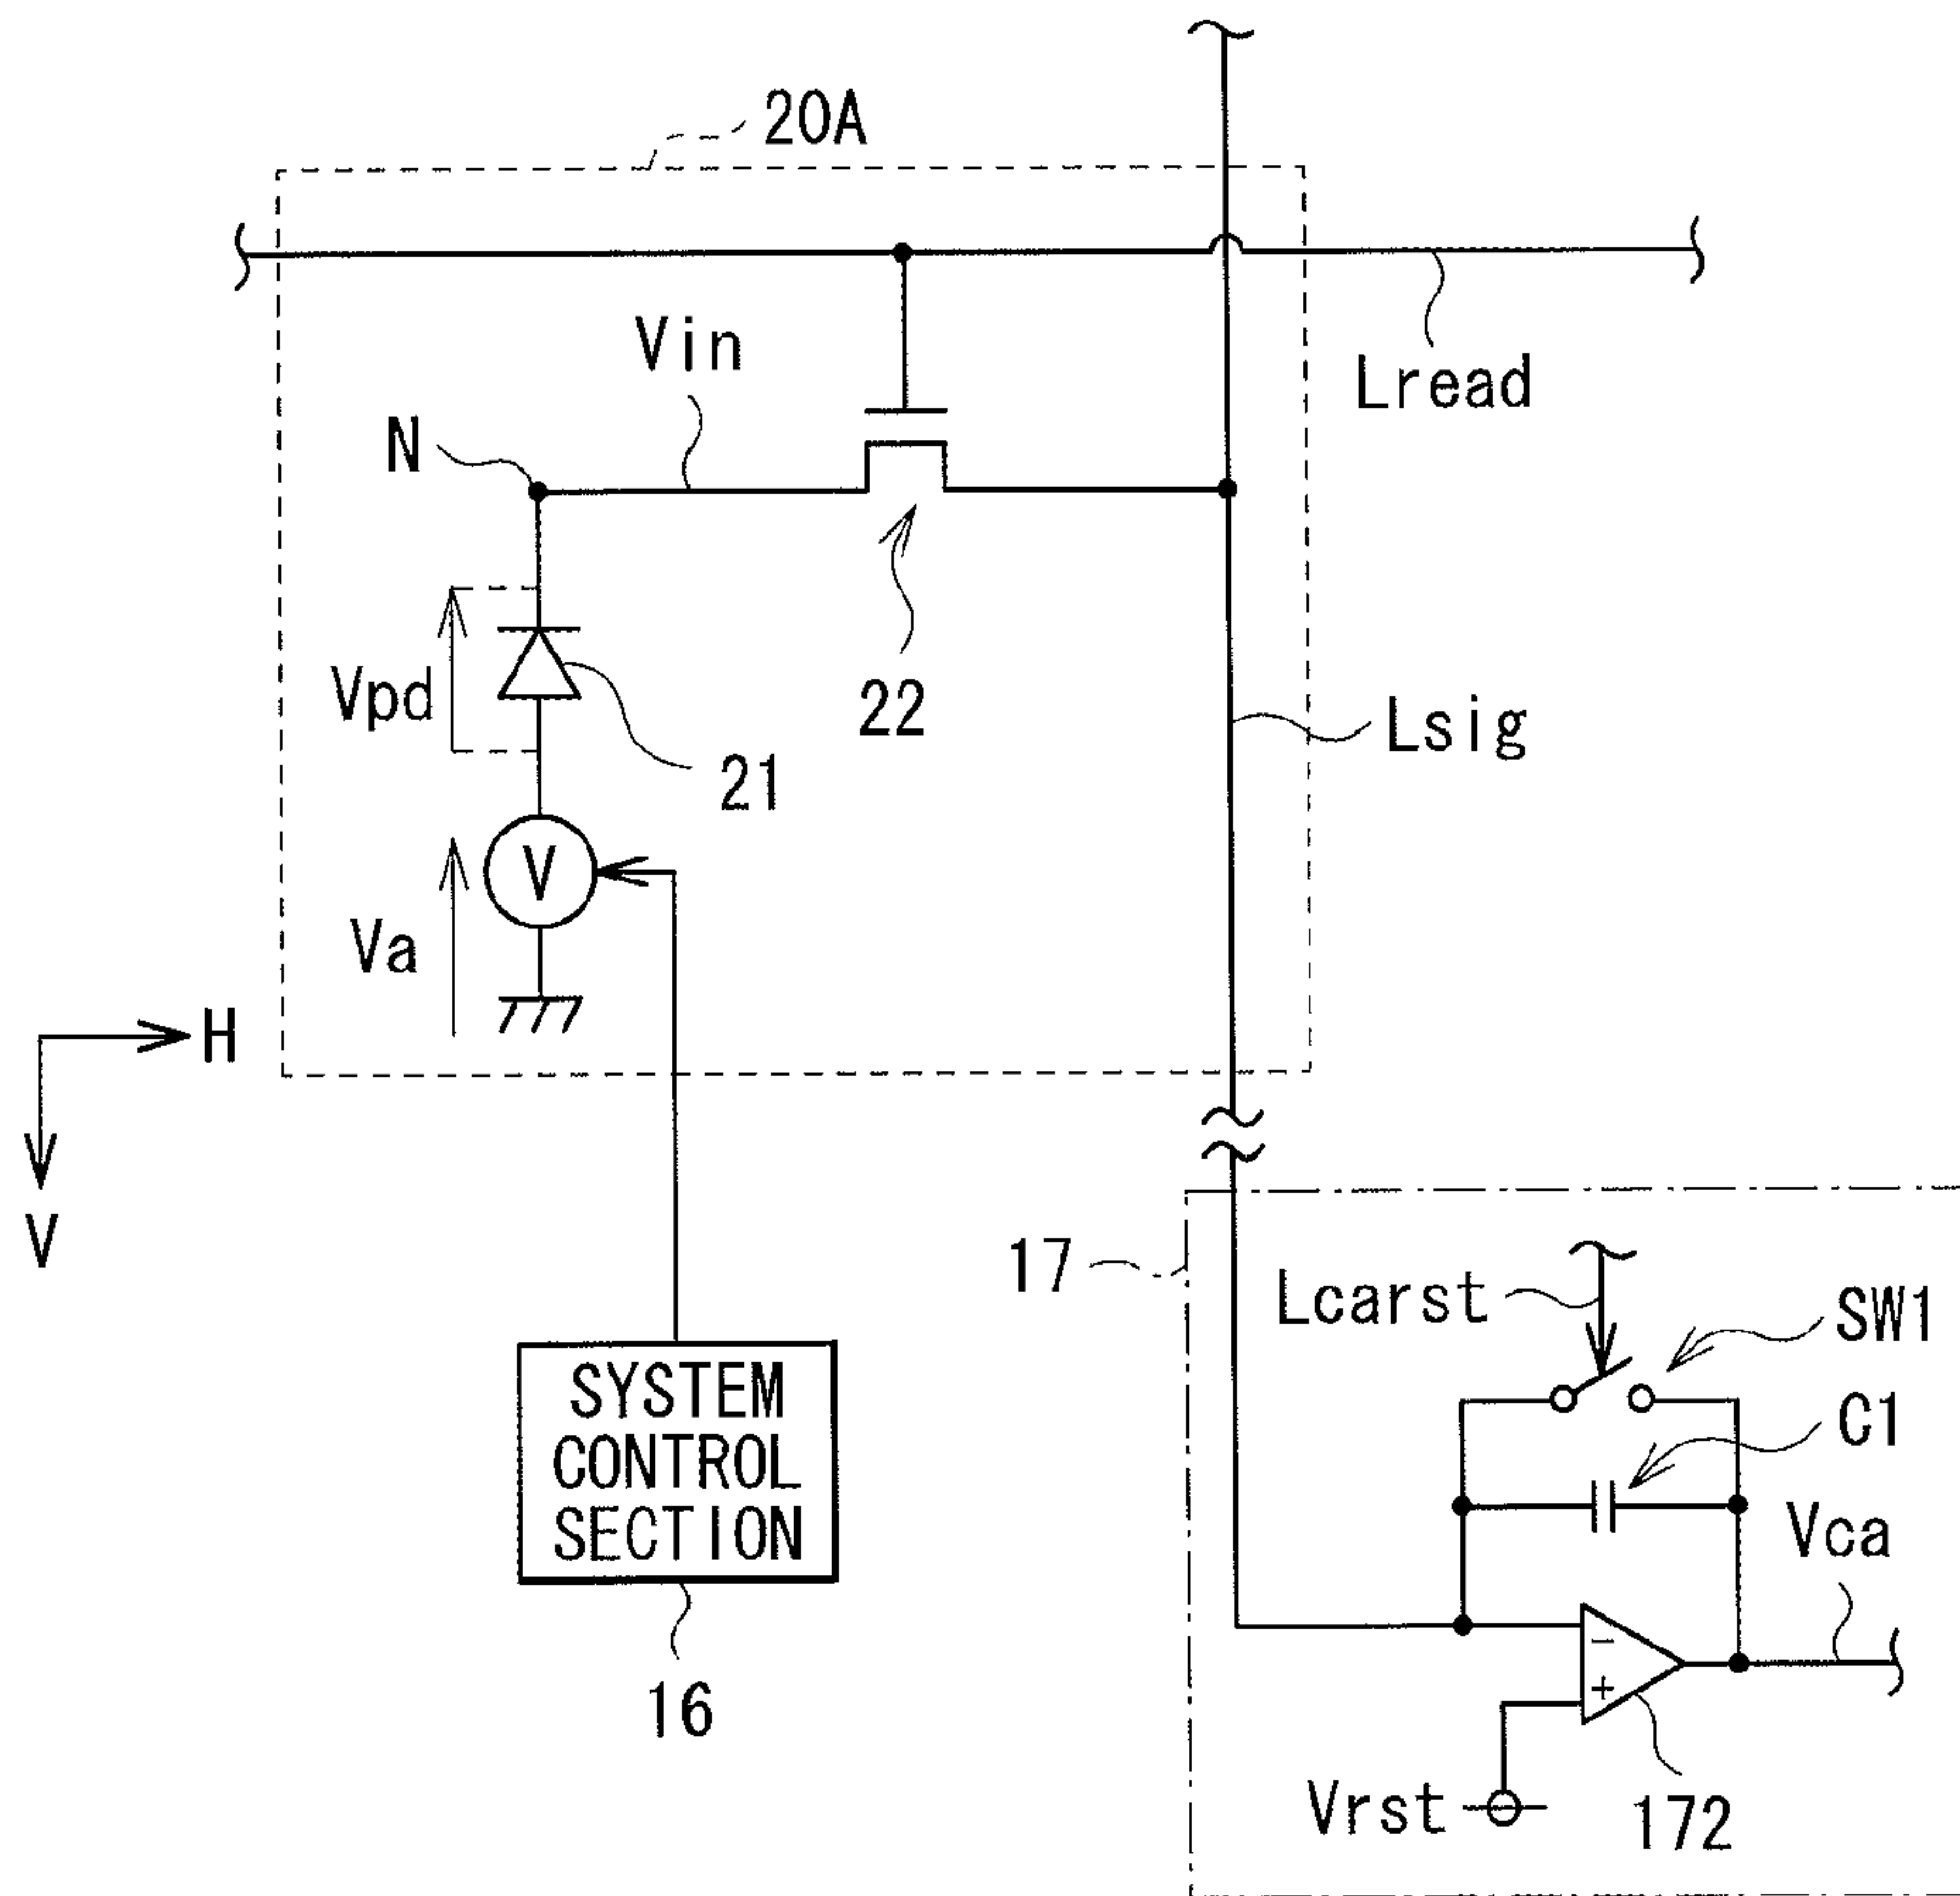 20A
Vin
Lread
N
Vpd
22
Lsig
21
V
Va
H
V
17
Lcarst
SW1
SYSTEM
CONTROL
SECTION
C1
Vca
16
−
+
Vrst
172